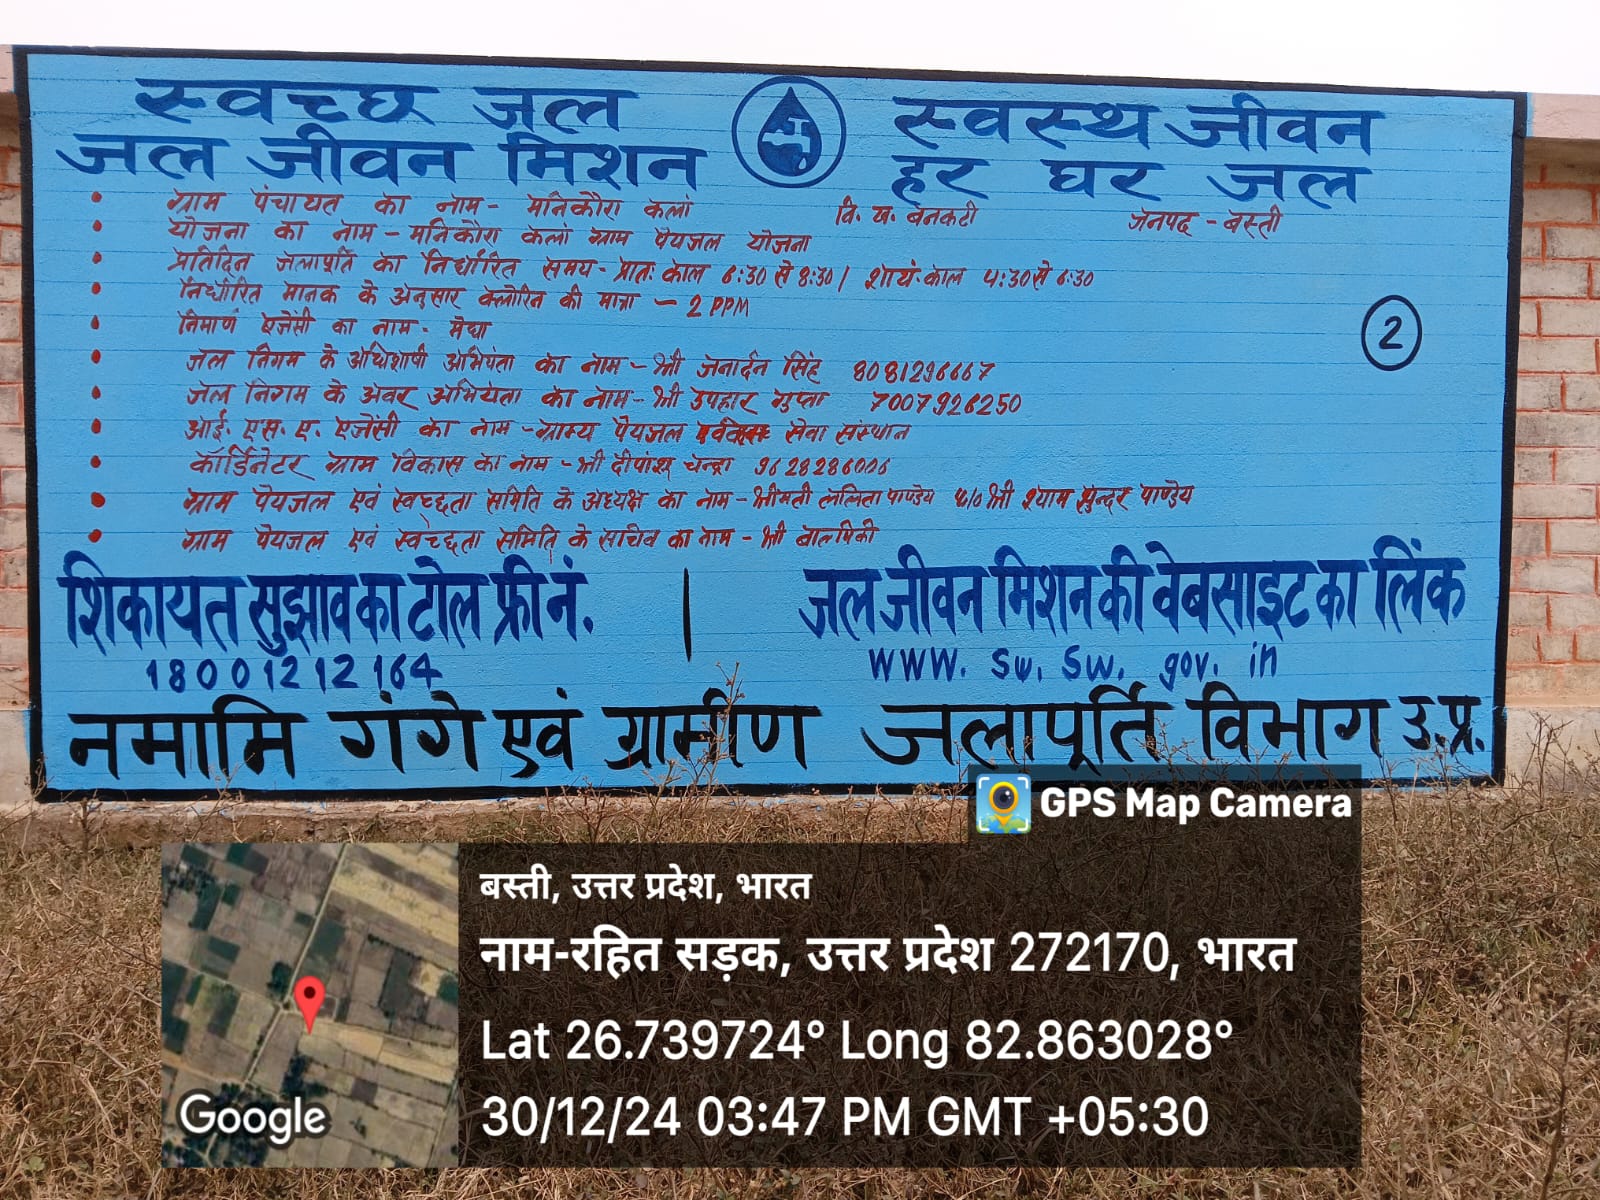 स्वच्छ जल स्वस्थ जीवन
जल जीवन मिशन हर घर जल
• ग्राम पंचायत का नाम - मनिकौरा कलां वि. ख. बनकटी जनपद - बस्ती
• योजना का नाम - मनिकौरा कलां ग्राम पेयजल योजना
• प्रतिदिन जलापूर्ति का निर्धारित समय - प्रातः काल 6:30 से 8:30 / शायं काल 4:30 से 6:30
• निर्धारित मानक के अनुसार क्लोरिन की मात्रा - 2 PPM
• निमार्ण ऐजेंसी का नाम - मेघा
2
• जल निगम के अधिशाषी अभियंता का नाम - श्री जनार्दन सिंह 8081296667
• जल निगम के अवर अभियंता का नाम - श्री उपहार गुप्ता 7007926250
• आई. एस. ए. ऐजेंसी का नाम - ग्राम्य पेयजल सेवा संस्थान
• कॉर्डिनेटर ग्राम विकास का नाम - श्री दीपांशू चन्द्रा 9628286006
• ग्राम पेयजल एवं स्वच्छता समिति के अध्यक्ष का नाम - श्रीमती ललिता पाण्डेय श्री श्याम सुन्दर पाण्डेय
• ग्राम पेयजल एवं स्वच्छता समिति के सचिव का नाम - श्री बाल्मिकी
शिकायत सुझाव का टोल फ्री नं. | जल जीवन मिशन की वेबसाइट का लिंक
18001212164 www. sw. sw. gov. in
नमामि गंगे एवं ग्रामीण जलापूर्ति विभाग उ.प्र.
GPS Map Camera
बस्ती, उत्तर प्रदेश, भारत
नाम-रहित सड़क, उत्तर प्रदेश 272170, भारत
Lat 26.739724° Long 82.863028°
30/12/24 03:47 PM GMT +05:30
Google